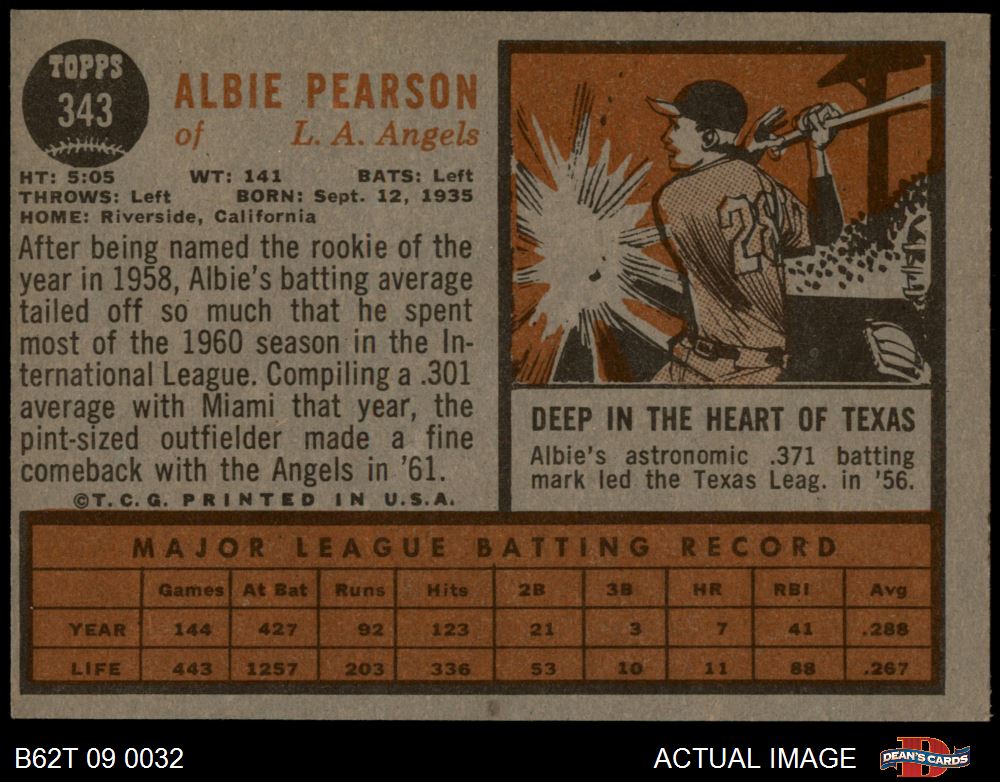 TOPPS
343
ALBIE PEARSON
of L. A. Angels
HT: 5:05 WT: 141 BATS: Left
THROWS: Left BORN: Sept. 12, 1935
HOME: Riverside, California
After being named the rookie of the
year in 1958, Albie's batting average
tailed off so much that he spent
most of the 1960 season in the In-
ternational League. Compiling a .301
average with Miami that year, the
pint-sized outfielder made a fine
comeback with the Angels in '61.
©T.C.G. PRINTED IN U.S.A.
28
DEEP IN THE HEART OF TEXAS
Albie's astronomic .371 batting
mark led the Texas Leag. in '56.
MAJOR LEAGUE BATTING RECORD
Games At Bat Runs Hits 2B 3B HR RBI Avg
YEAR 144 427 92 123 21 3 7 41 .288
LIFE 443 1257 203 336 53 10 11 88 .267
B62T 09 0032
ACTUAL IMAGE
DEAN'S CARDS